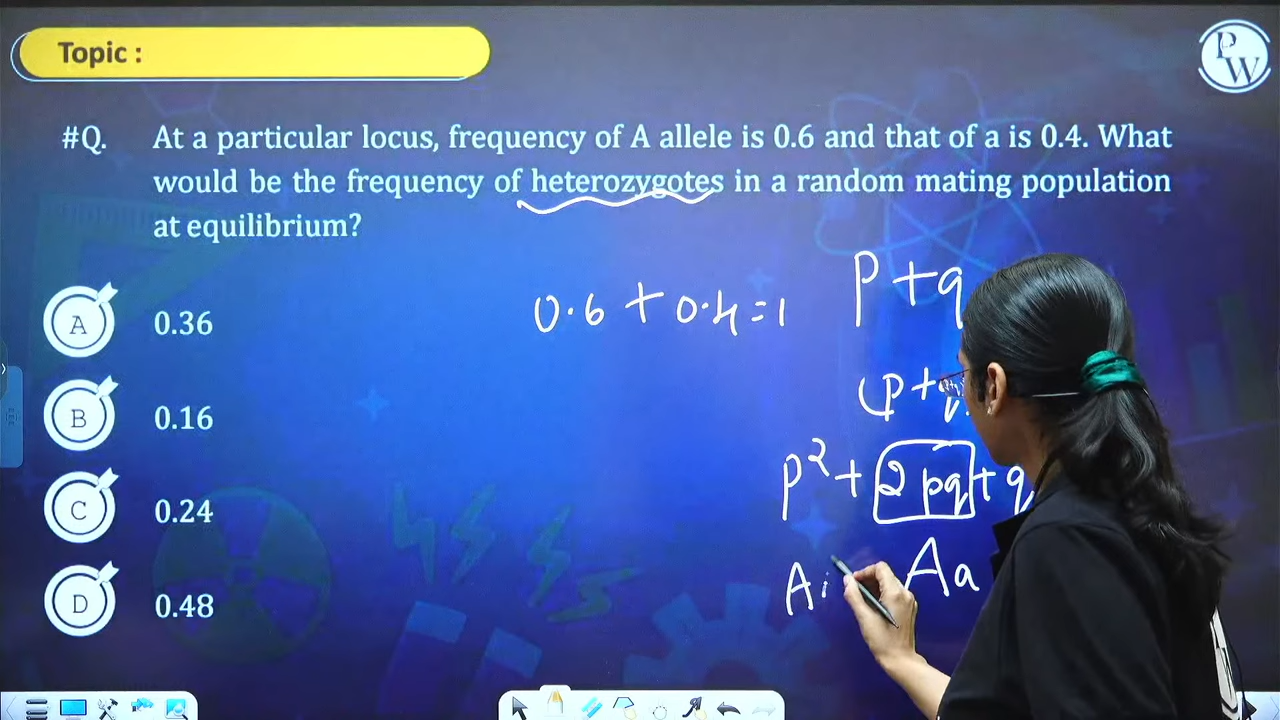 Topic :
PW
#Q. At a particular locus, frequency of A allele is 0.6 and that of a is 0.4. What
would be the frequency of heterozygotes in a random mating population
at equilibrium?
0.6 + 0.4 = 1
p + q
(p + q
p² + 2pq + q
A Aa
A 0.36
B 0.16
C 0.24
D 0.48